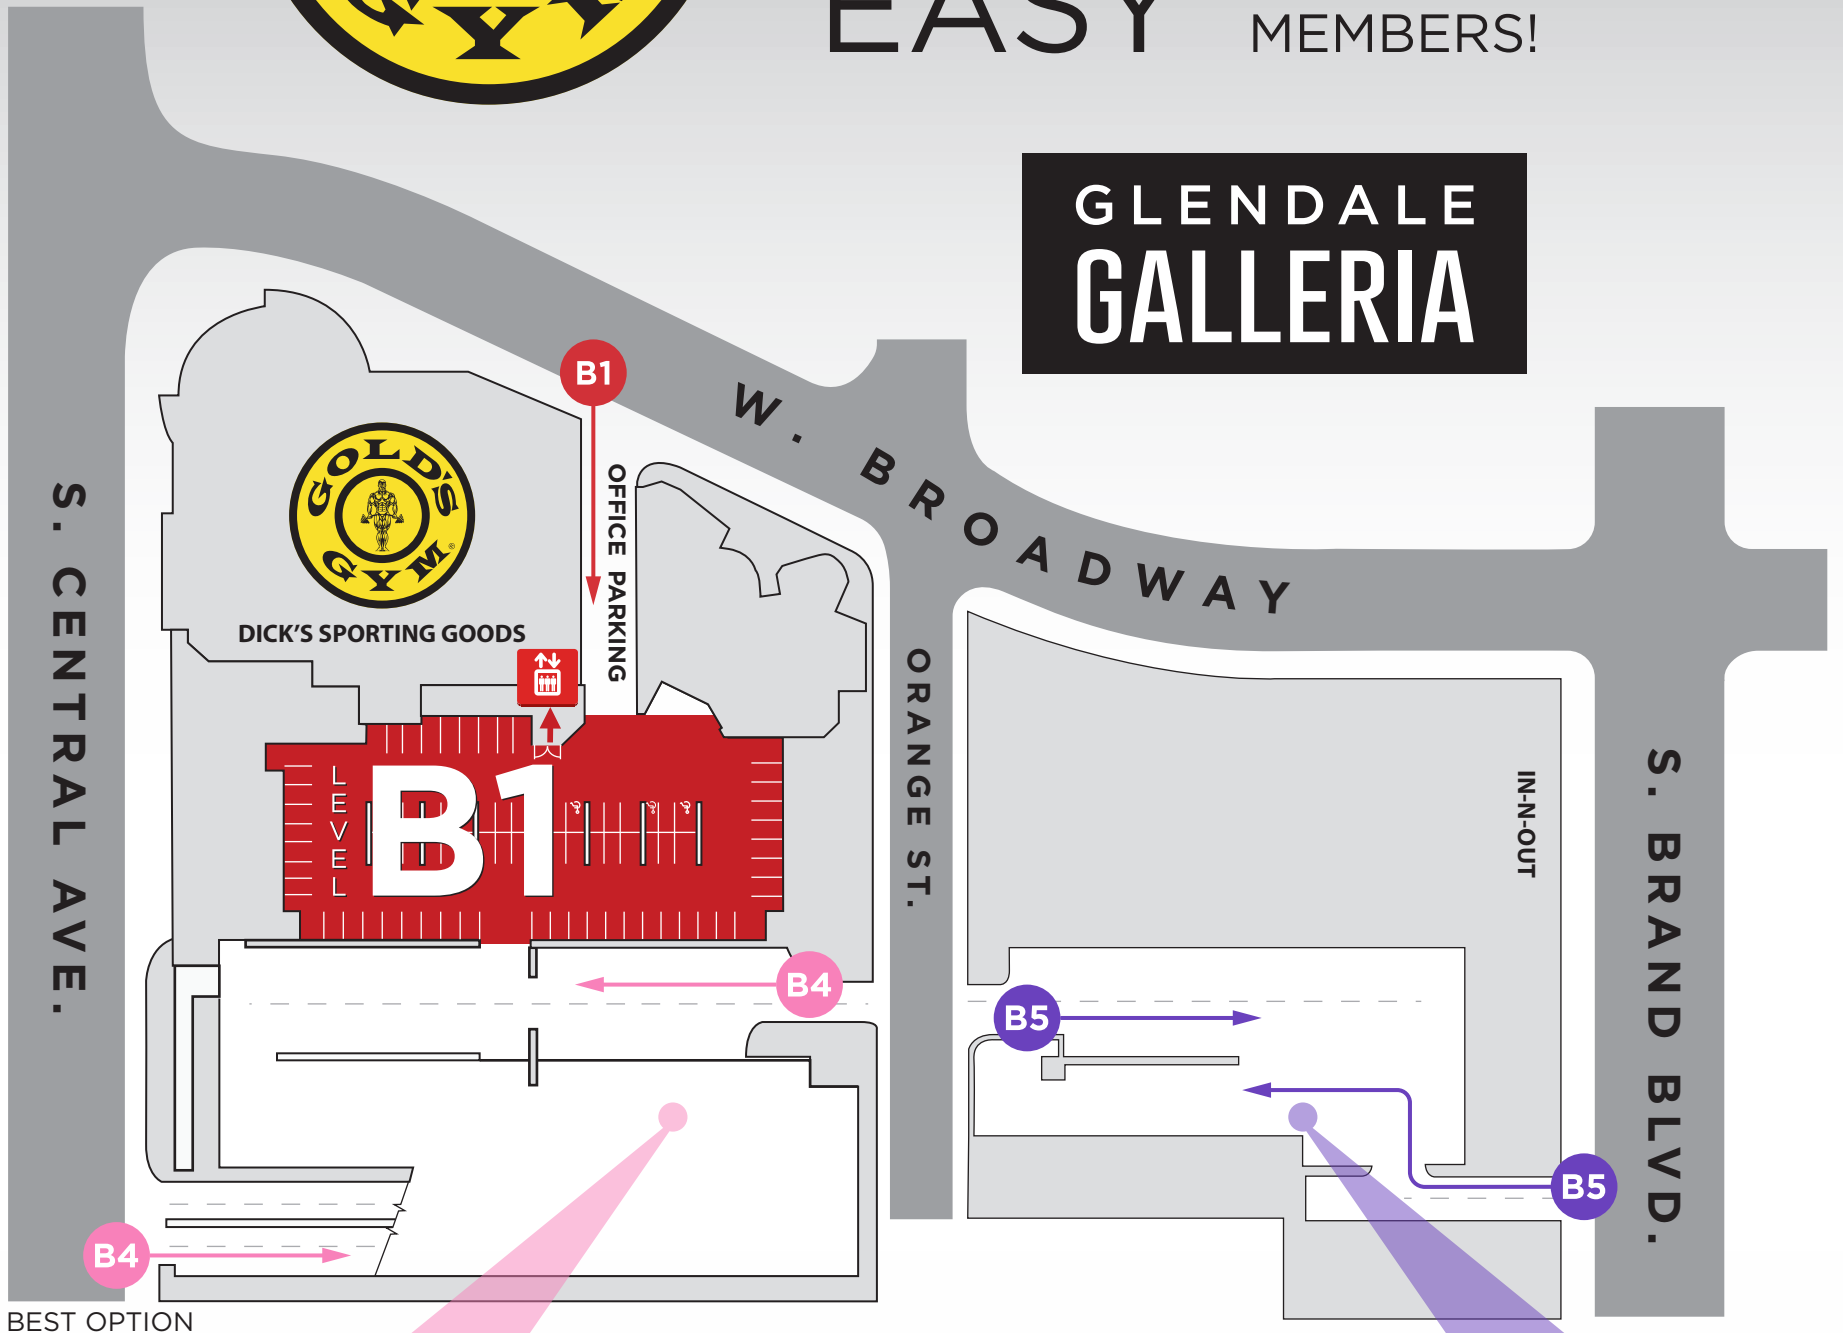 GYM
EASY
MEMBERS!
GLENDALE
GALLERIA
B1
W. BROADWAY
S. CENTRAL AVE.
GOLD'S
GYM®
OFFICE PARKING
DICK'S SPORTING GOODS
ORANGE ST.
IN-N-OUT
S. BRAND BLVD.
LEVEL
B1
B4
B5
B5
B4
BEST OPTION